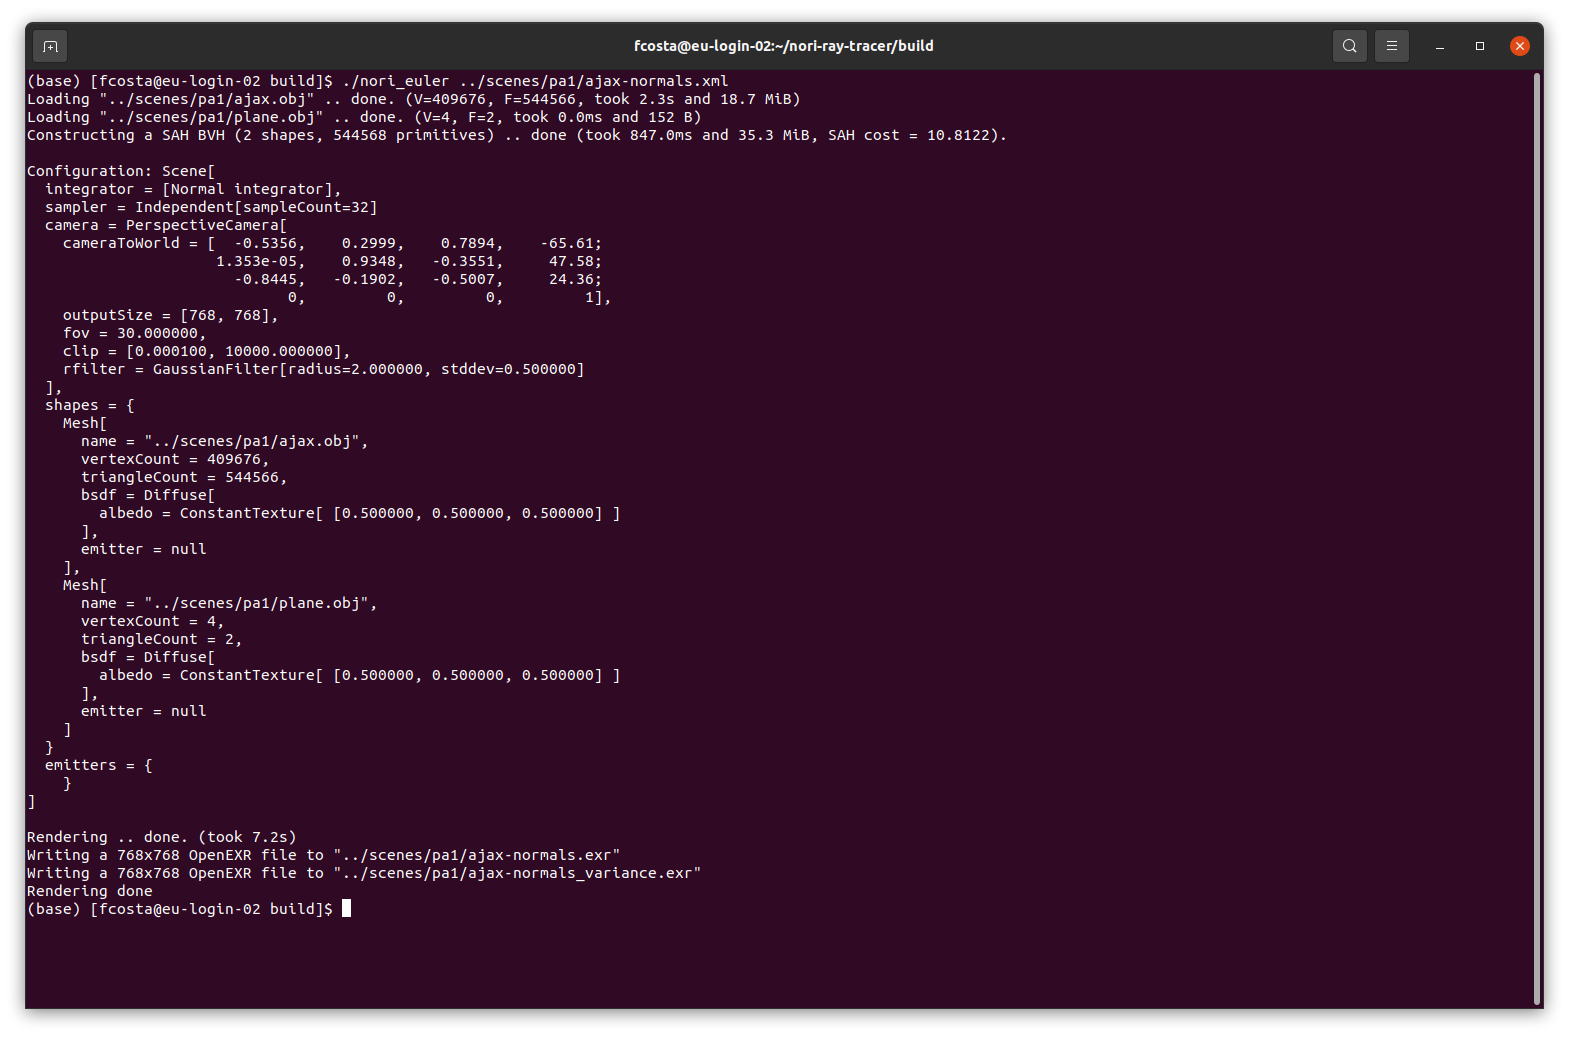 fcosta@eu-login-02:~/nori-ray-tracer/build
(base) [fcosta@eu-login-02 build]$ ./nori_euler ../scenes/pa1/ajax-normals.xml
Loading "../scenes/pa1/ajax.obj" .. done. (V=409676, F=544566, took 2.3s and 18.7 MiB)
Loading "../scenes/pa1/plane.obj" .. done. (V=4, F=2, took 0.0ms and 152 B)
Constructing a SAH BVH (2 shapes, 544568 primitives) .. done (took 847.0ms and 35.3 MiB, SAH cost = 10.8122).

Configuration: Scene[
  integrator = [Normal integrator],
  sampler = Independent[sampleCount=32]
  camera = PerspectiveCamera[
    cameraToWorld = [  -0.5356,    0.2999,    0.7894,    -65.61;
                     1.353e-05,    0.9348,   -0.3551,     47.58;
                       -0.8445,   -0.1902,   -0.5007,     24.36;
                             0,         0,         0,         1],
    outputSize = [768, 768],
    fov = 30.000000,
    clip = [0.000100, 10000.000000],
    rfilter = GaussianFilter[radius=2.000000, stddev=0.500000]
  ],
  shapes = {
    Mesh[
      name = "../scenes/pa1/ajax.obj",
      vertexCount = 409676,
      triangleCount = 544566,
      bsdf = Diffuse[
        albedo = ConstantTexture[ [0.500000, 0.500000, 0.500000] ]
      ],
      emitter = null
    ],
    Mesh[
      name = "../scenes/pa1/plane.obj",
      vertexCount = 4,
      triangleCount = 2,
      bsdf = Diffuse[
        albedo = ConstantTexture[ [0.500000, 0.500000, 0.500000] ]
      ],
      emitter = null
    ]
  }
  emitters = {
    }
]

Rendering .. done. (took 7.2s)
Writing a 768x768 OpenEXR file to "../scenes/pa1/ajax-normals.exr"
Writing a 768x768 OpenEXR file to "../scenes/pa1/ajax-normals_variance.exr"
Rendering done
(base) [fcosta@eu-login-02 build]$